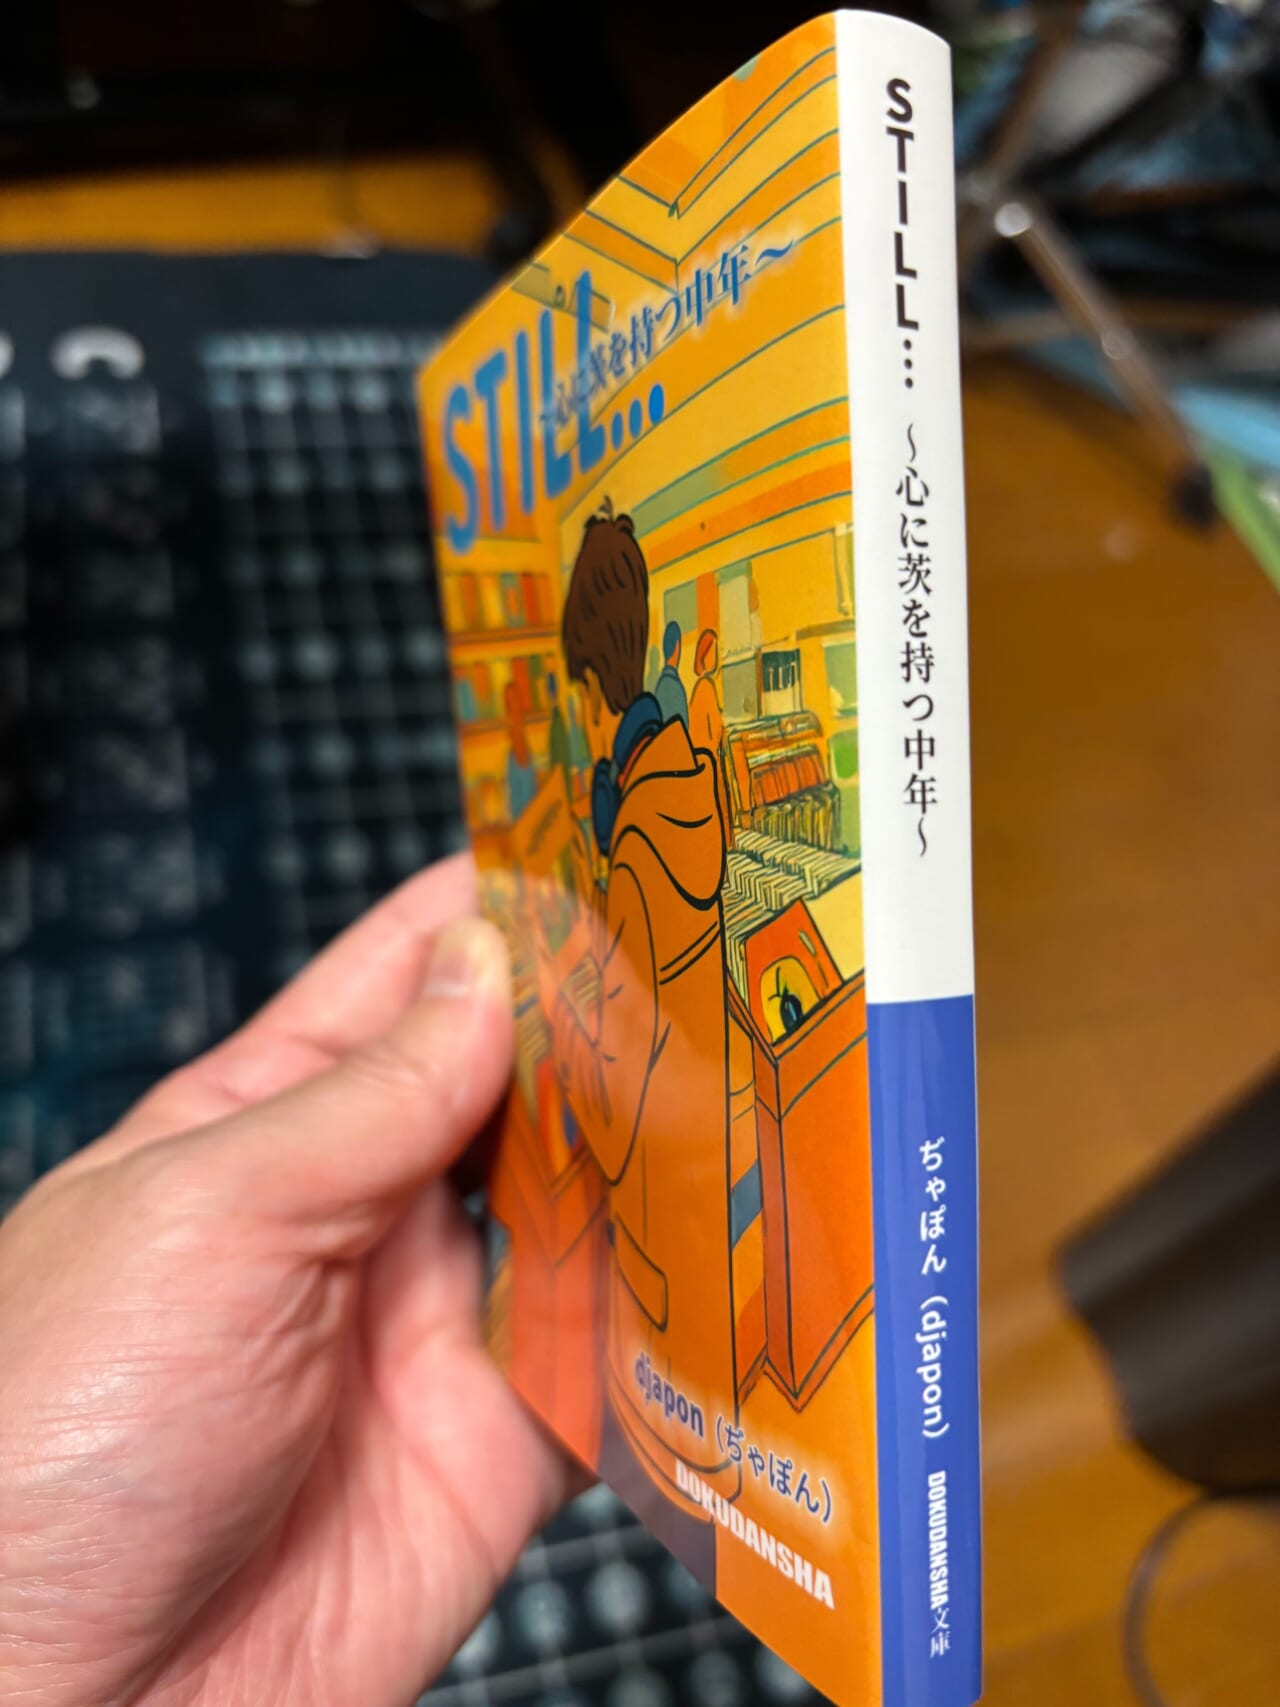 STILL...
～心に茨を持つ中年～
djapon（ぢゃぽん）
DOKUDANSHA
STILL…
～心に茨を持つ中年～
ぢゃぽん（djapon）
DOKUDANSHA文庫